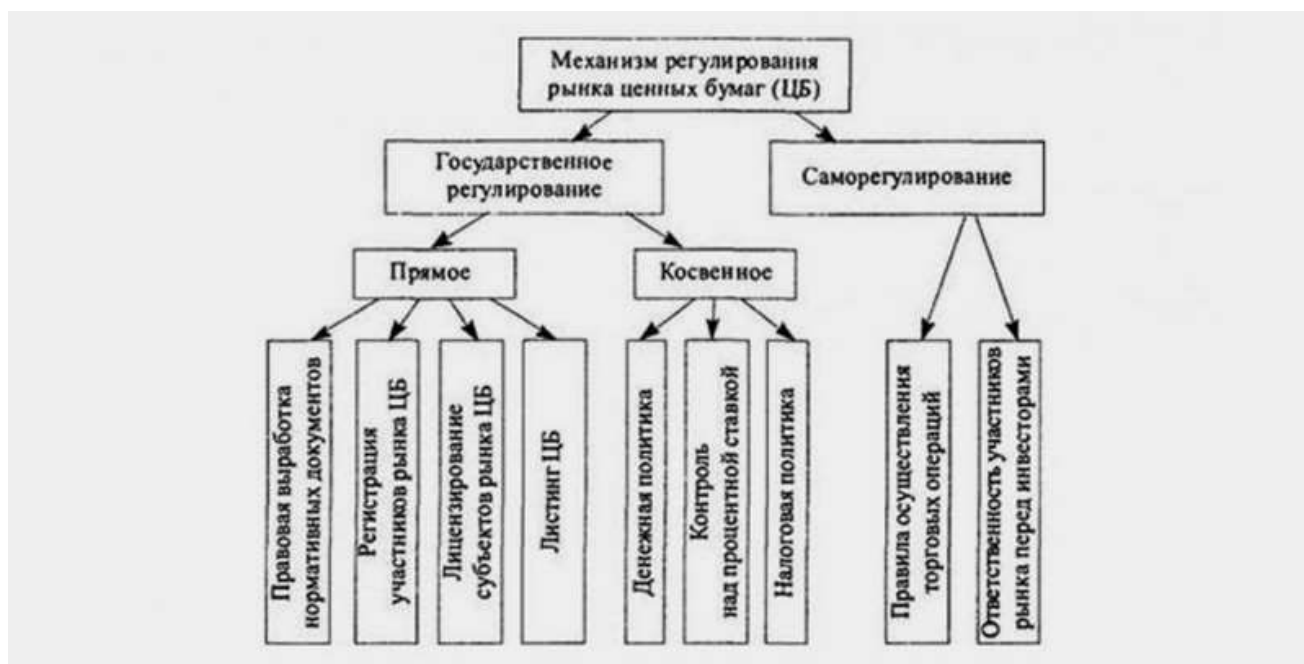 Механизм регулирования
рынка ценных бумаг (ЦБ)
Государственное
регулирование
Саморегулирование
Прямое
Косвенное
Правовая выработка
нормативных документов
Регистрация
участников рынка ЦБ
Лицензирование
субъектов рынка ЦБ
Листинг ЦБ
Денежная политика
Контроль
над процентной ставкой
Налоговая политика
Правила осуществления
торговых операций
Ответственность участников
рынка перед инвесторами